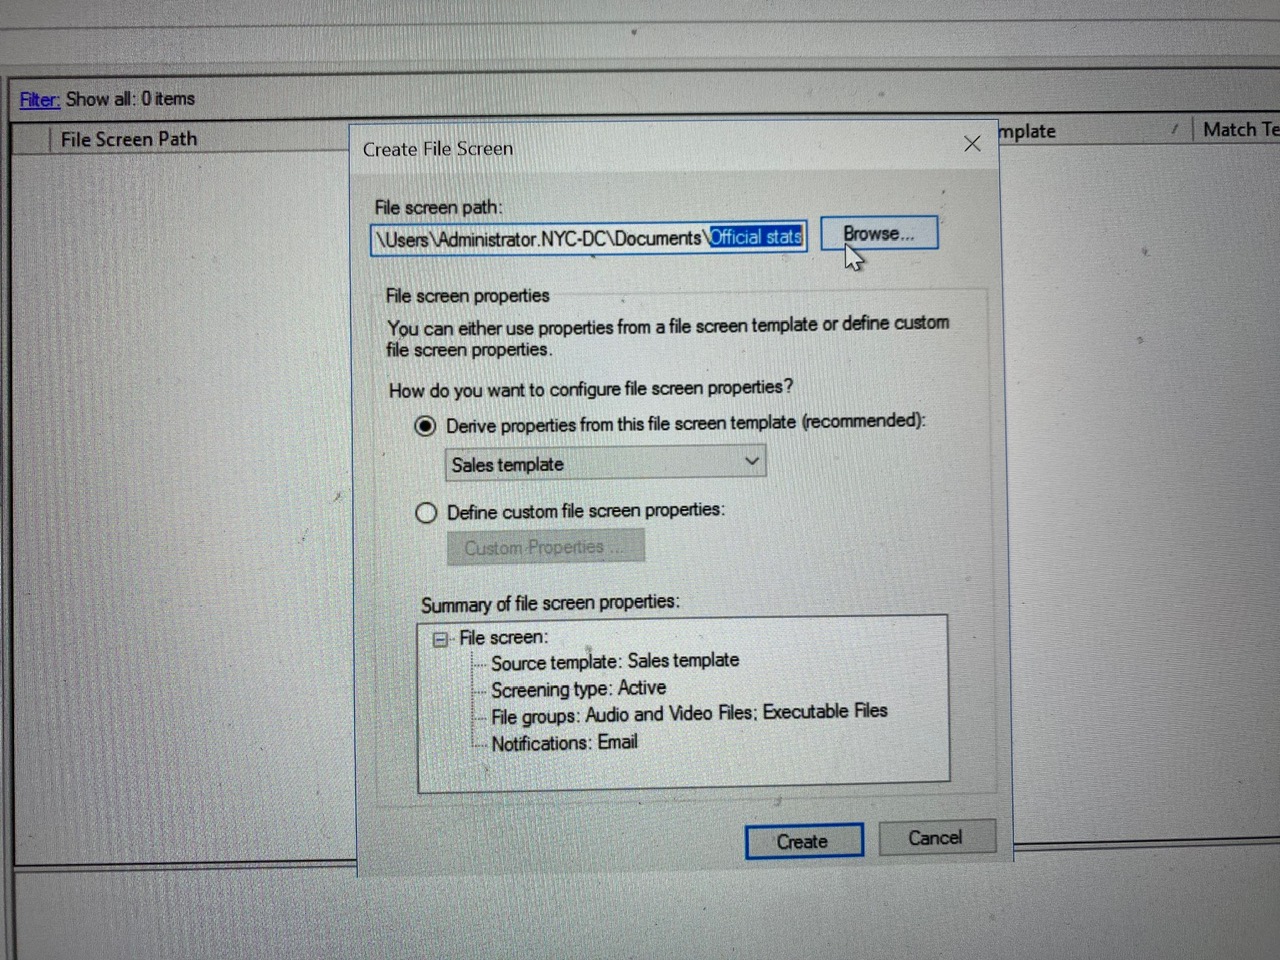 Filter: Show all: 0 items
File Screen Path
mplate / Match Te
Create File Screen
File screen path:
\Users\Administrator.NYC-DC\Documents\Official stats
Browse...
File screen properties
You can either use properties from a file screen template or define custom
file screen properties.
How do you want to configure file screen properties?
Derive properties from this file screen template (recommended):
Sales template
Define custom file screen properties:
Custom Properties ...
Summary of file screen properties:
File screen:
Source template: Sales template
Screening type: Active
File groups: Audio and Video Files; Executable Files
Notifications: Email
Create
Cancel